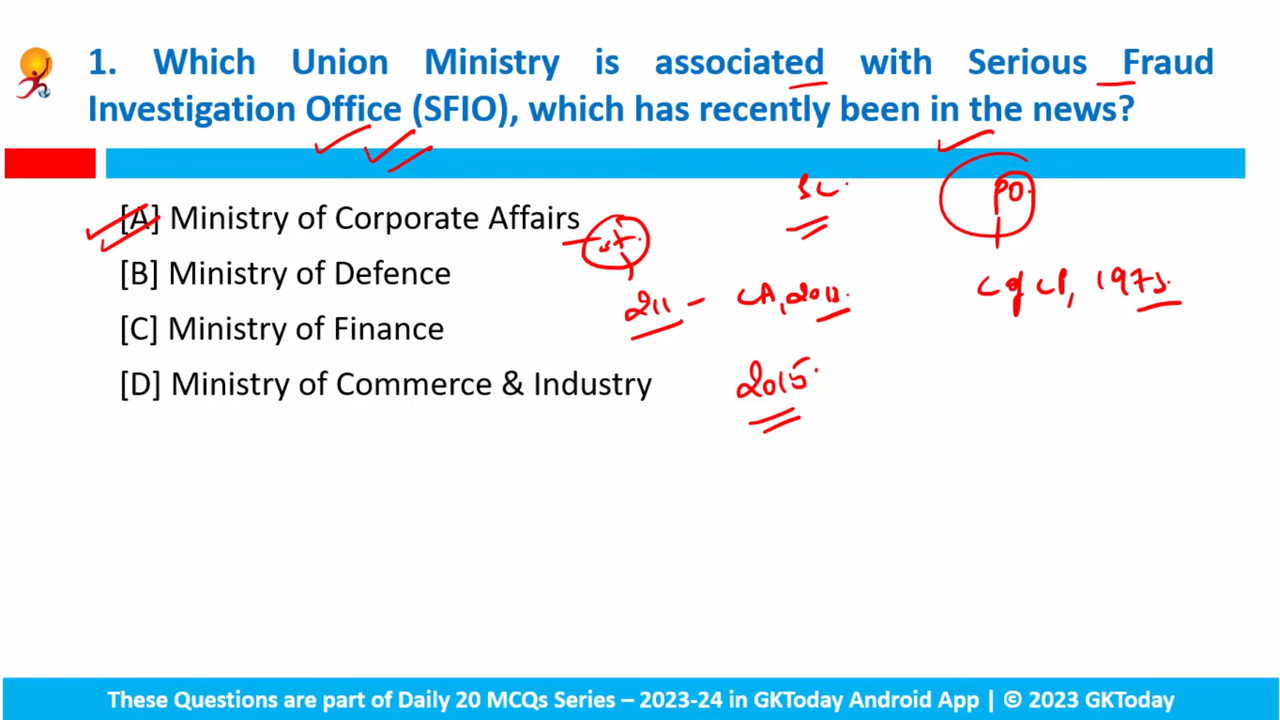 1. Which Union Ministry is associated with Serious Fraud
Investigation Office (SFIO), which has recently been in the news?
SC.
PO.
[A] Ministry of Corporate Affairs
[B] Ministry of Defence
211 - CA, 2013.
C of CP, 1973.
[C] Ministry of Finance
[D] Ministry of Commerce & Industry
2015.
These Questions are part of Daily 20 MCQs Series – 2023-24 in GKToday Android App | © 2023 GKToday